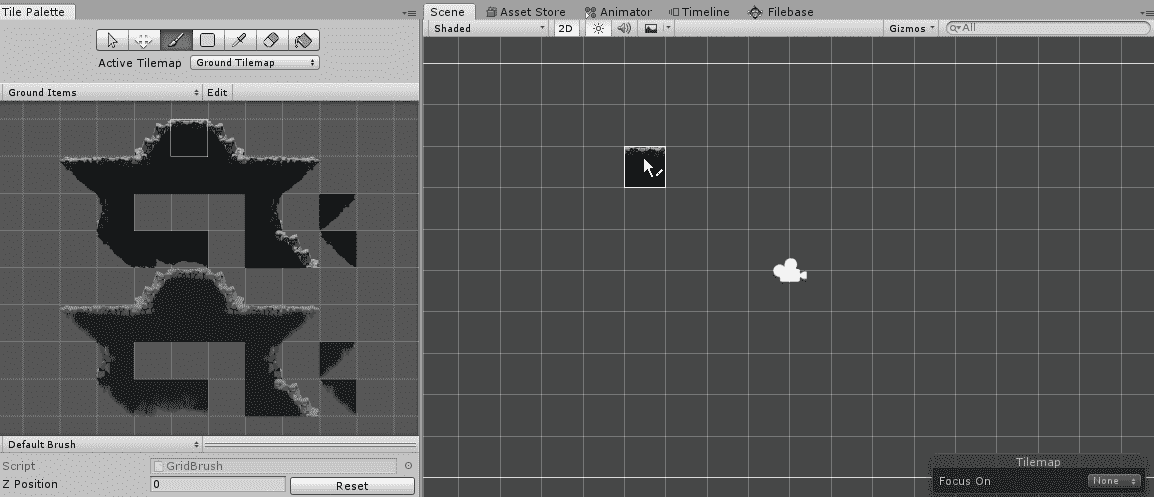 Tile Palette
Active Tilemap Ground Tilemap
Ground Items Edit
Default Brush
Script GridBrush
Z Position 0 Reset
Scene Asset Store Animator Timeline Filebase
Shaded 2D Gizmos All
Tilemap
Focus On None